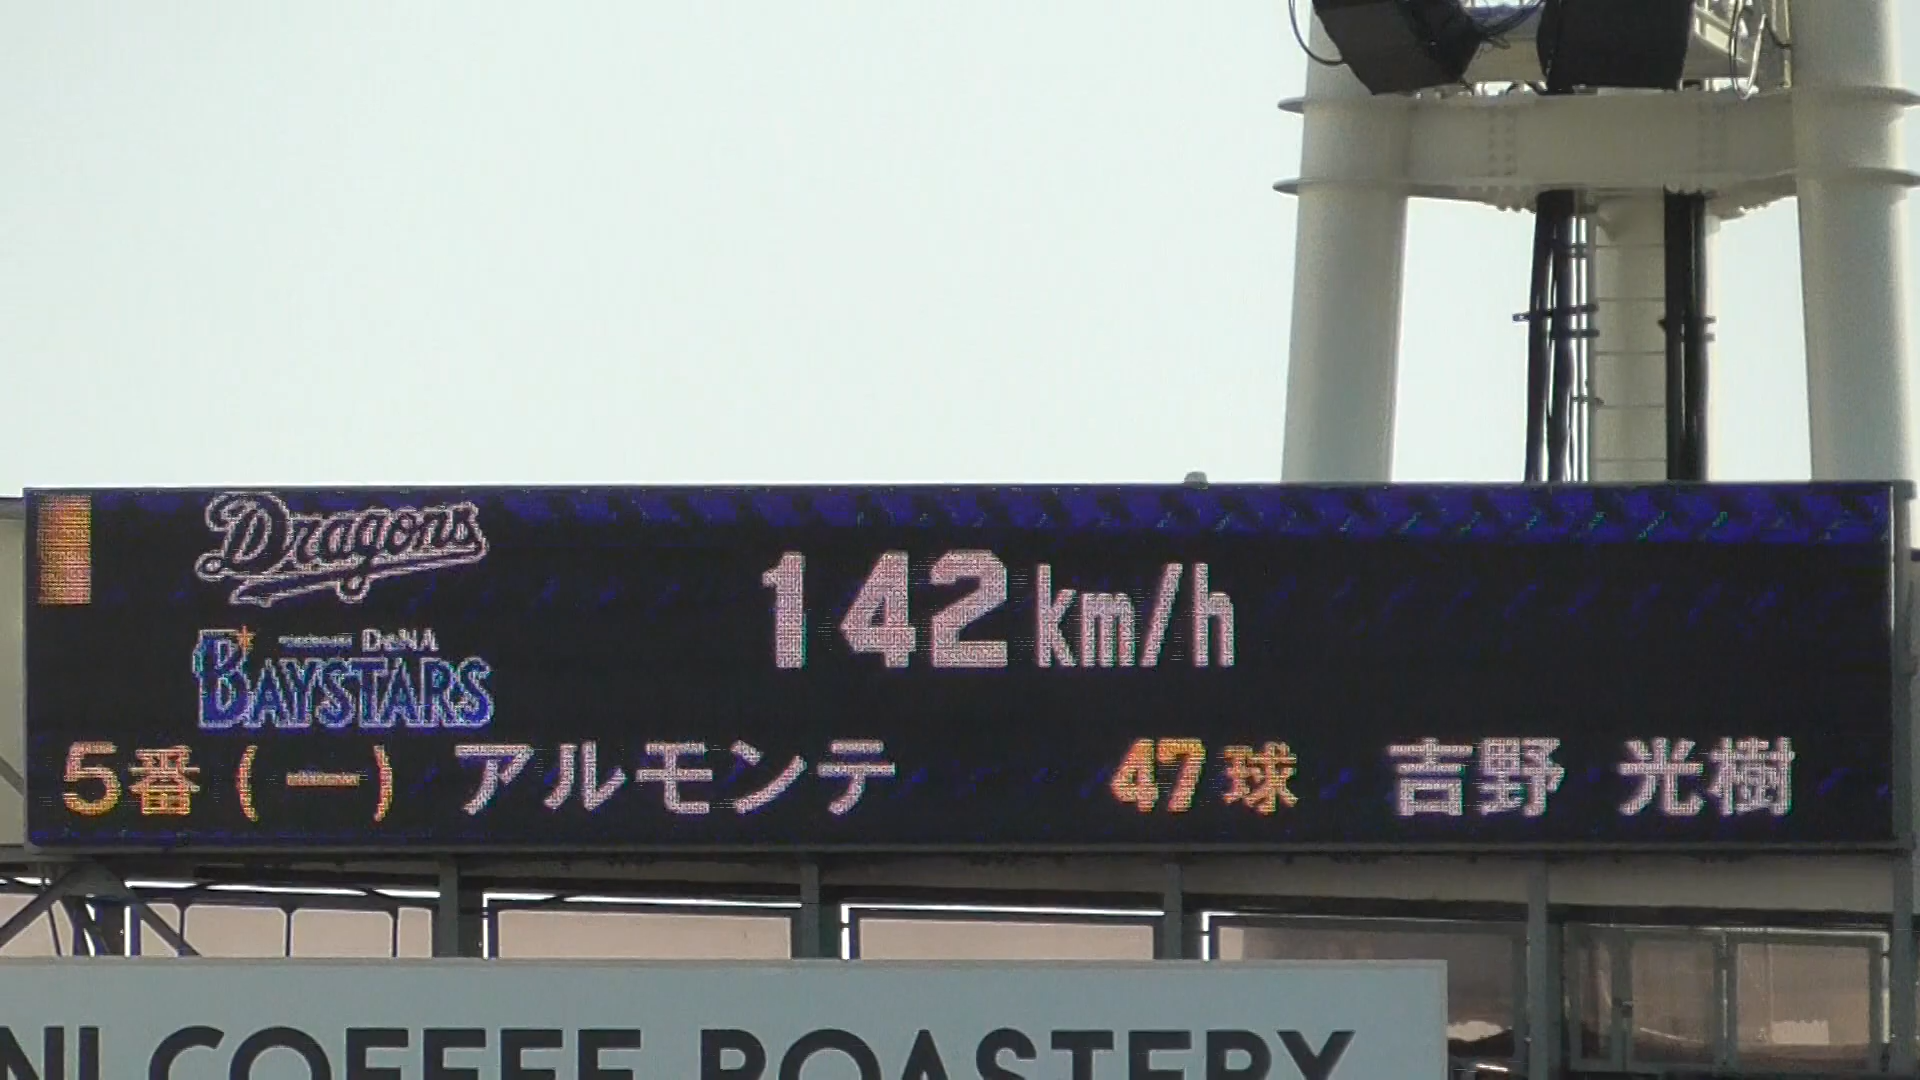 Dragons
142km/h
DeNA
BAYSTARS
5番(一)アルモンテ 47球 吉野 光樹
NI COFFEE ROASTERY